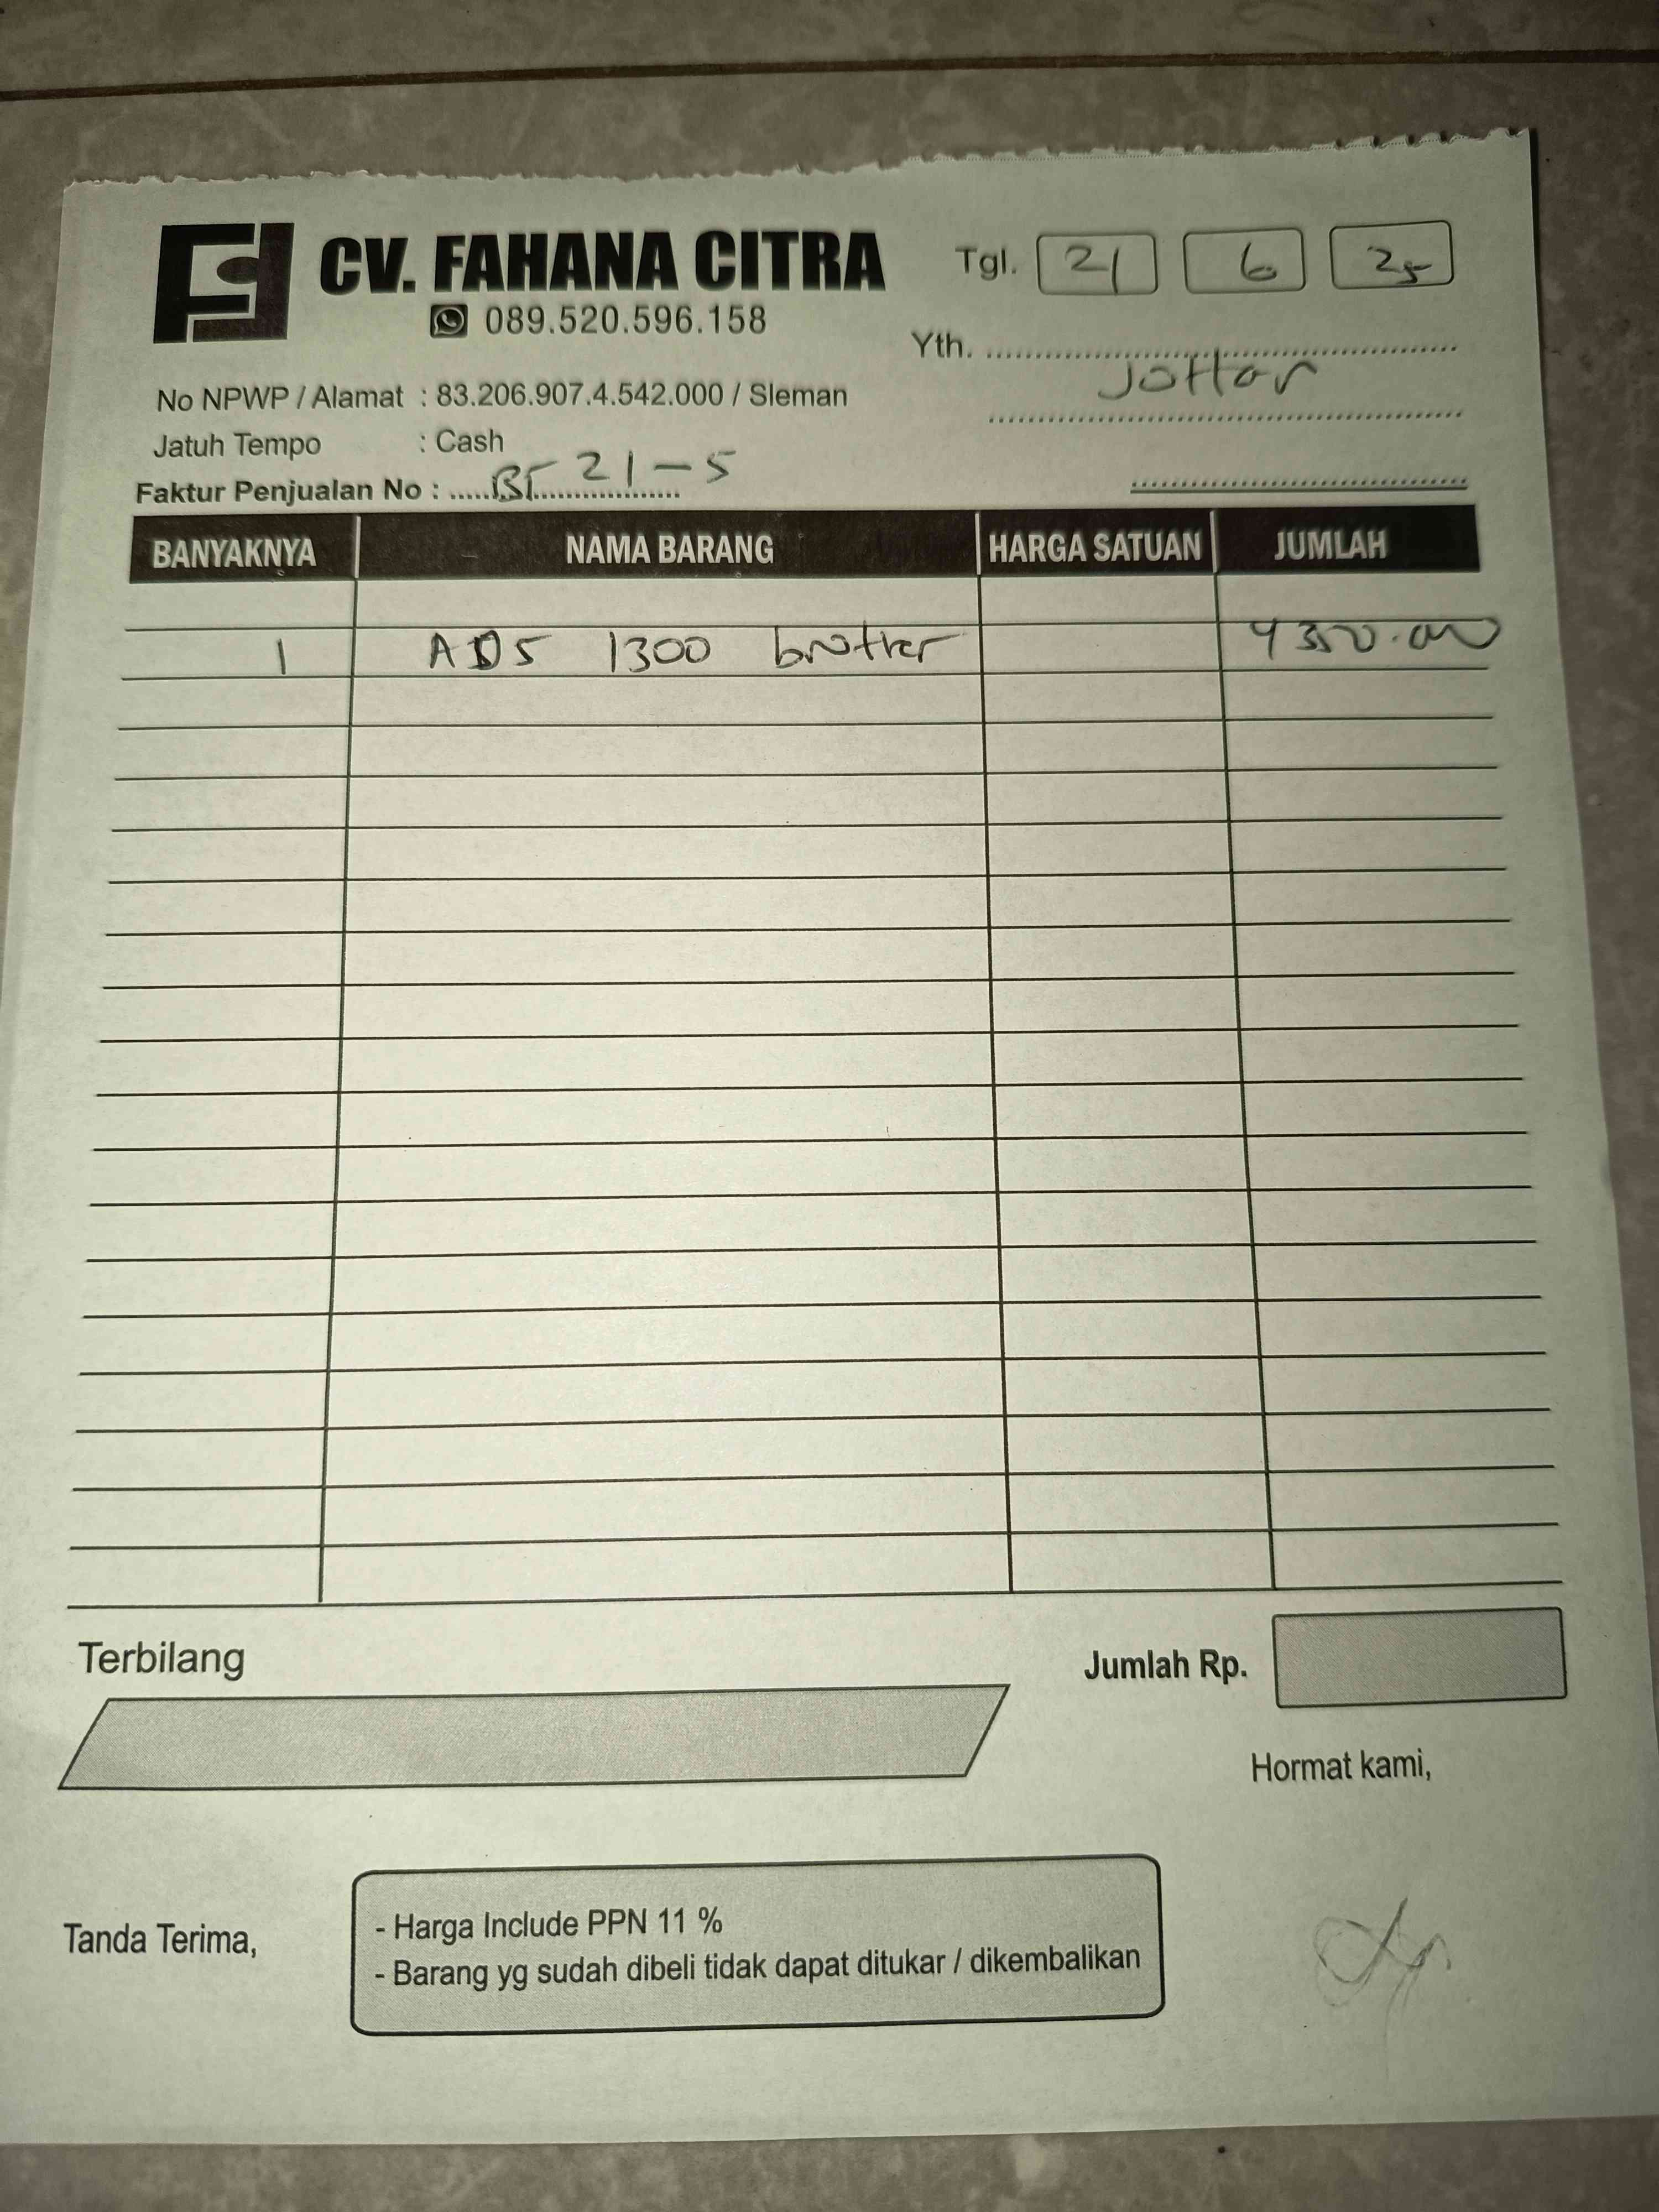 CV. FAHANA CITRA
089.520.596.158
Tgl. 21 6 25
Yth.
No NPWP / Alamat : 83.206.907.4.542.000 / Sleman
Jatuh Tempo : Cash
Faktur Penjualan No : 21-5
BANYAKNYA NAMA BARANG HARGA SATUAN JUMLAH
1 ADS 1300 brother 4350.000
Terbilang
Jumlah Rp.
Hormat kami,
Tanda Terima,
- Harga Include PPN 11 %
- Barang yg sudah dibeli tidak dapat ditukar / dikembalikan